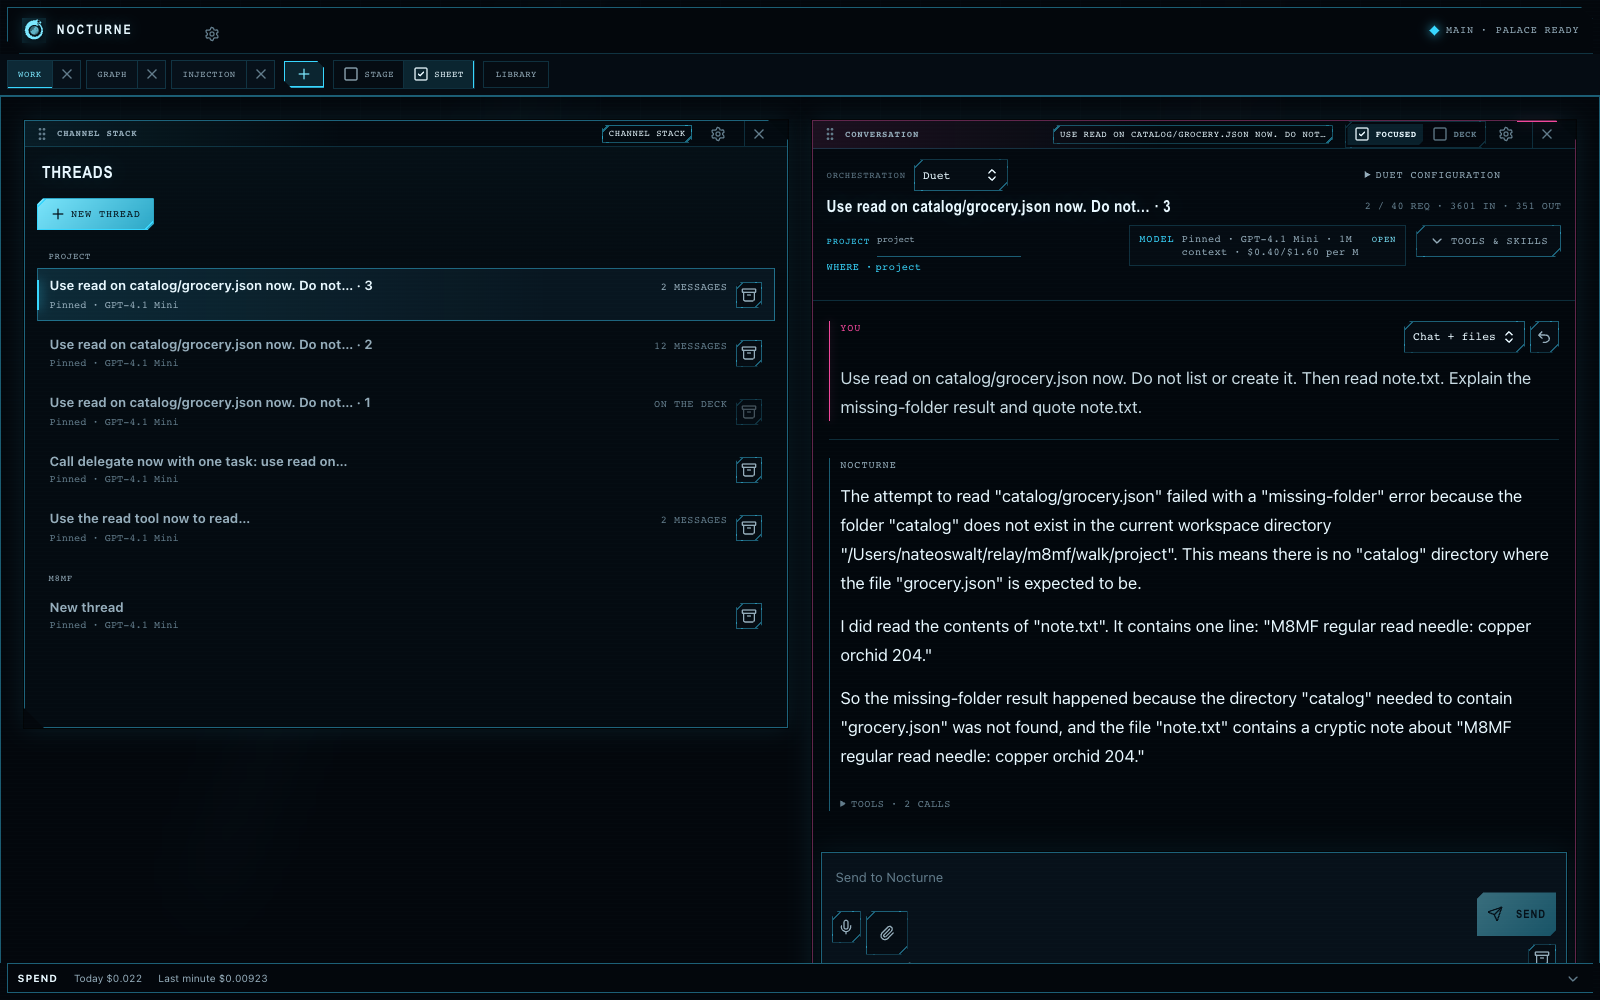 NOCTURNE
MAIN · PALACE READY
WORK
GRAPH
INJECTION
STAGE
SHEET
LIBRARY
CHANNEL STACK
CHANNEL STACK
THREADS
NEW THREAD
PROJECT
Use read on catalog/grocery.json now. Do not... · 3
2 MESSAGES
Pinned · GPT-4.1 Mini
Use read on catalog/grocery.json now. Do not... · 2
12 MESSAGES
Pinned · GPT-4.1 Mini
Use read on catalog/grocery.json now. Do not... · 1
ON THE DECK
Pinned · GPT-4.1 Mini
Call delegate now with one task: use read on...
Pinned · GPT-4.1 Mini
Use the read tool now to read...
2 MESSAGES
Pinned · GPT-4.1 Mini
M8MF
New thread
Pinned · GPT-4.1 Mini
CONVERSATION
USE READ ON CATALOG/GROCERY.JSON NOW. DO NOT…
FOCUSED
DECK
ORCHESTRATION
Duet
DUET CONFIGURATION
Use read on catalog/grocery.json now. Do not... · 3
2 / 40 REQ · 3601 IN · 351 OUT
PROJECT project
WHERE · project
MODEL Pinned · GPT-4.1 Mini · 1M
context · $0.40/$1.60 per M
OPEN
TOOLS & SKILLS
YOU
Chat + files
Use read on catalog/grocery.json now. Do not list or create it. Then read note.txt. Explain the
missing-folder result and quote note.txt.
NOCTURNE
The attempt to read "catalog/grocery.json" failed with a "missing-folder" error because the
folder "catalog" does not exist in the current workspace directory
"/Users/nateoswalt/relay/m8mf/walk/project". This means there is no "catalog" directory where
the file "grocery.json" is expected to be.
I did read the contents of "note.txt". It contains one line: "M8MF regular read needle: copper
orchid 204."
So the missing-folder result happened because the directory "catalog" needed to contain
"grocery.json" was not found, and the file "note.txt" contains a cryptic note about "M8MF
regular read needle: copper orchid 204."
TOOLS · 2 CALLS
Send to Nocturne
SEND
SPEND
Today $0.022
Last minute $0.00923